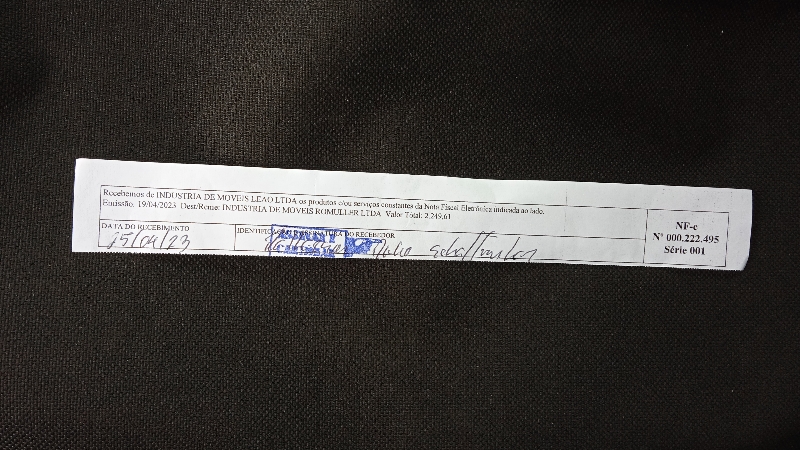 Recebemos de INDUSTRIA DE MOVEIS LEAO LTDA os produtos e/ou serviços constantes da Nota Fiscal Eletrônica indicada ao lado.
Emissão: 19/04/2023 Dest/Reme: INDUSTRIA DE MOVEIS ROMULLER LTDA Valor Total: 2.249,61
DATA DO RECEBIMENTO
25/04/23
IDENTIFICAÇÃO E ASSINATURA DO RECEBEDOR
NF-e
Nº 000.222.495
Série 001